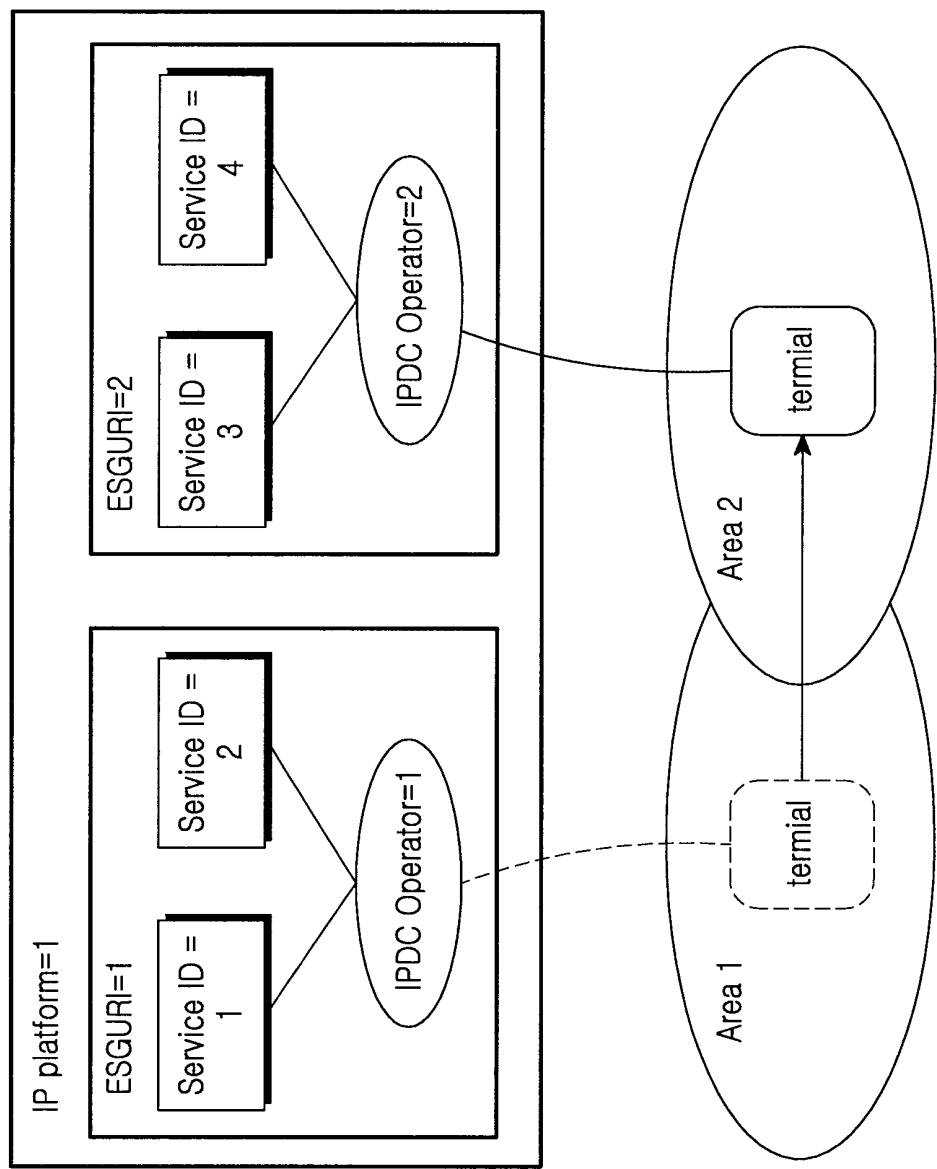 IP platform=1
ESGURI=1
Service ID =
1
Service ID =
2
IPDC Operator=1
ESGURI=2
Service ID =
3
Service ID =
4
IPDC Operator=2
Area 1
termial
Area 2
termial